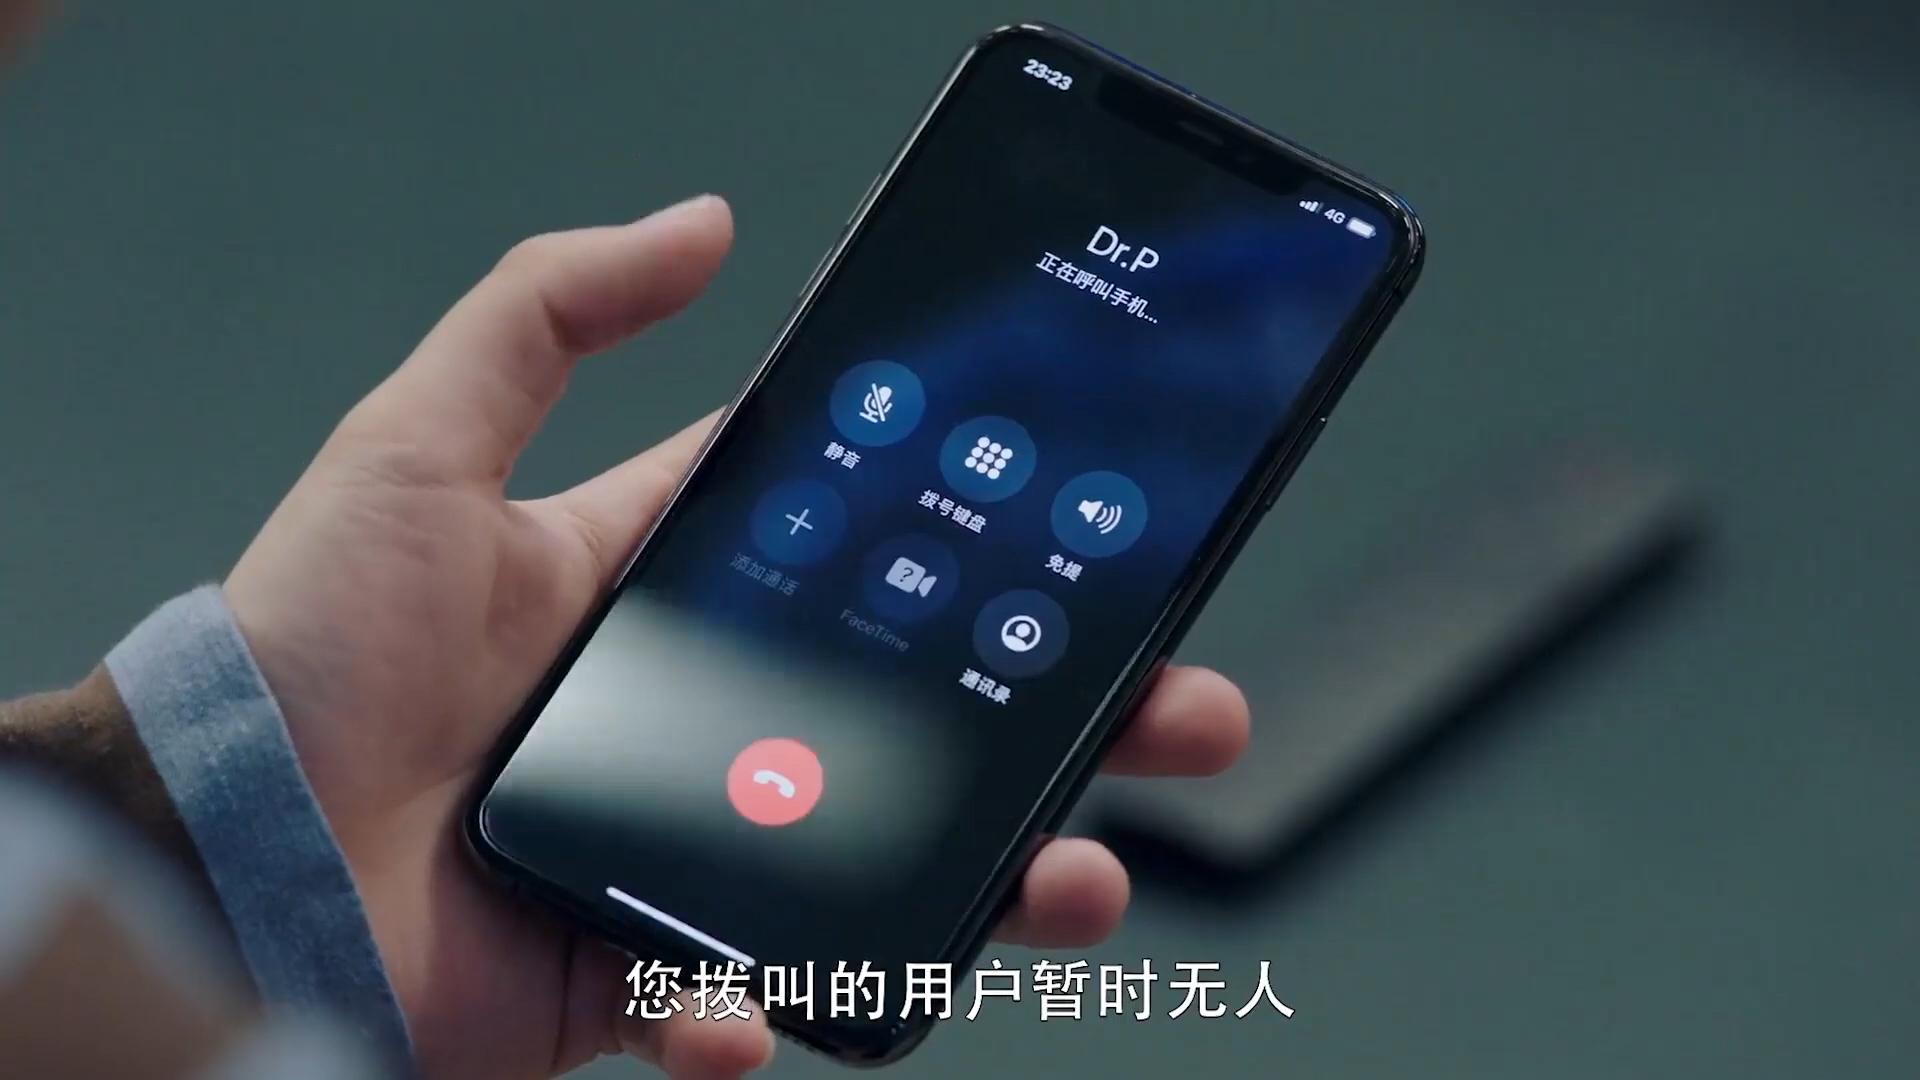 23:23
4G
Dr.P
正在呼叫手机...
静音
拨号键盘
免提
添加通话
FaceTime
通讯录
您拨叫的用户暂时无人